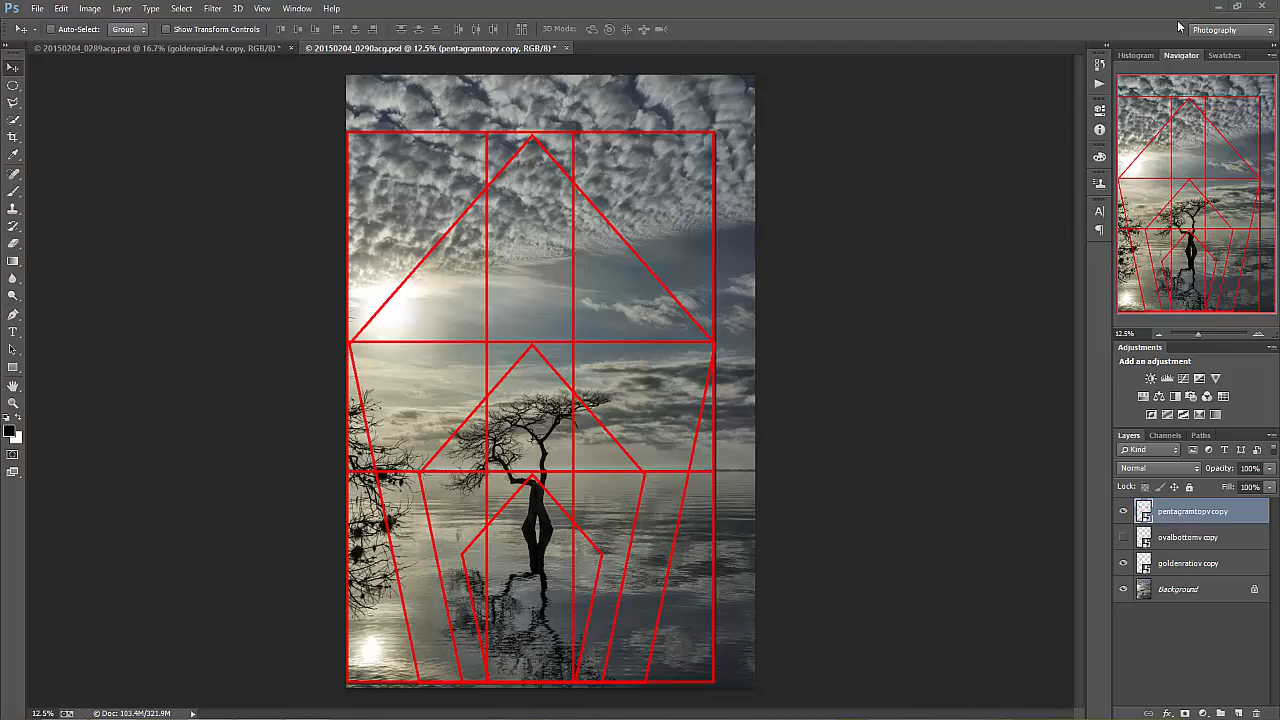 Ps File Edit Image Layer Type Select Filter 3D View Window Help
Auto-Select: Group Show Transform Controls 3D Mode: Photography
20150204_0289acg.psd @ 16.7% (goldenspiralv4 copy, RGB/8) * × 20150204_0290acg.psd @ 12.5% (pentagramtopv copy, RGB/8) * ×
Histogram Navigator Swatches
12.5%
Adjustments
Add an adjustment
Layers Channels Paths
Kind
Normal Opacity: 100%
Lock: Fill: 100%
pentagramtopv copy
ovalbottomv copy
goldenratiov copy
Background
12.5% Doc: 103.4M/321.9M